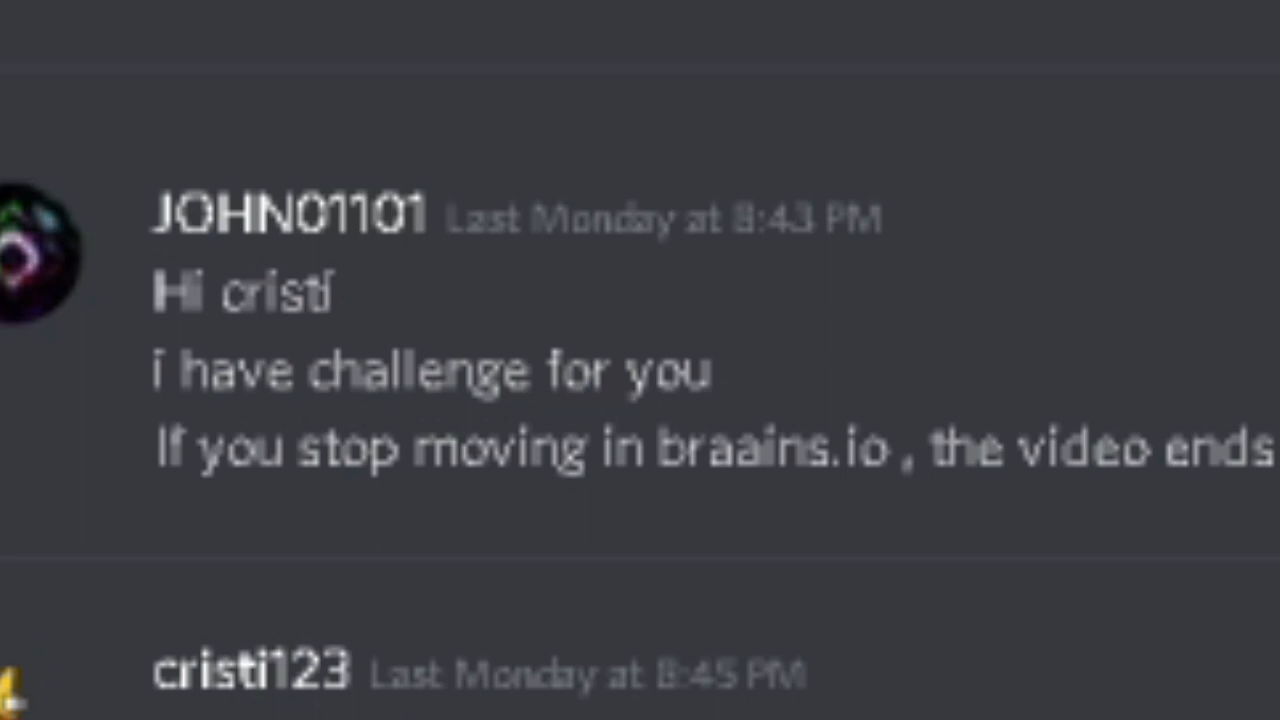 JOHN01101 Last Monday at 8:43 PM
Hi cristi
i have challenge for you
If you stop moving in braains.io , the video ends
cristi123 Last Monday at 8:45 PM